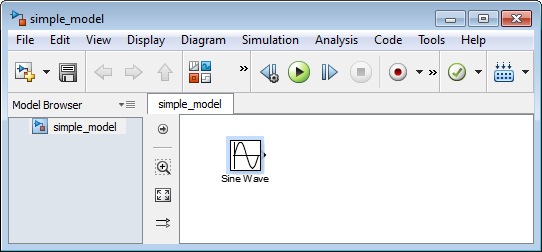 simple_model
File Edit View Display Diagram Simulation Analysis Code Tools Help
Model Browser
simple_model
simple_model
Sine Wave